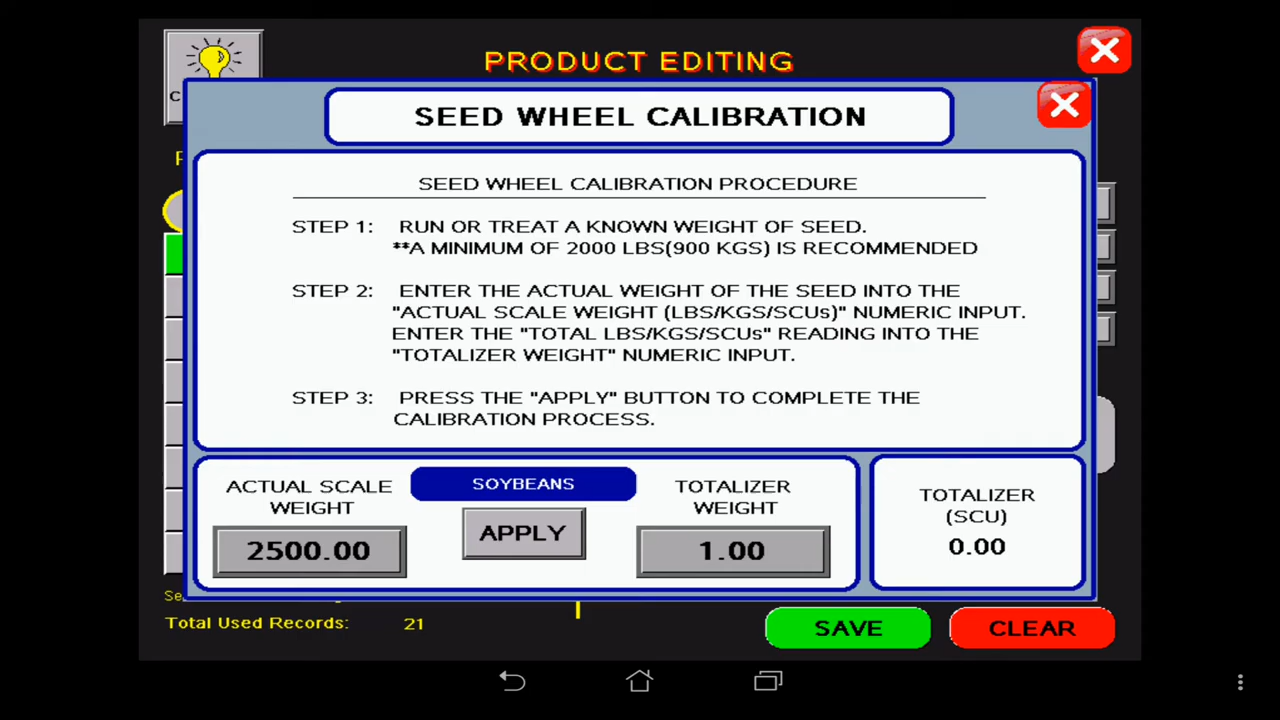 PRODUCT EDITING
SEED WHEEL CALIBRATION
SEED WHEEL CALIBRATION PROCEDURE
STEP 1: RUN OR TREAT A KNOWN WEIGHT OF SEED.
**A MINIMUM OF 2000 LBS(900 KGS) IS RECOMMENDED
STEP 2: ENTER THE ACTUAL WEIGHT OF THE SEED INTO THE
"ACTUAL SCALE WEIGHT (LBS/KGS/SCUs)" NUMERIC INPUT.
ENTER THE "TOTAL LBS/KGS/SCUs" READING INTO THE
"TOTALIZER WEIGHT" NUMERIC INPUT.
STEP 3: PRESS THE "APPLY" BUTTON TO COMPLETE THE
CALIBRATION PROCESS.
ACTUAL SCALE
WEIGHT
2500.00
SOYBEANS
APPLY
TOTALIZER
WEIGHT
1.00
TOTALIZER
(SCU)
0.00
Total Used Records: 21
SAVE
CLEAR